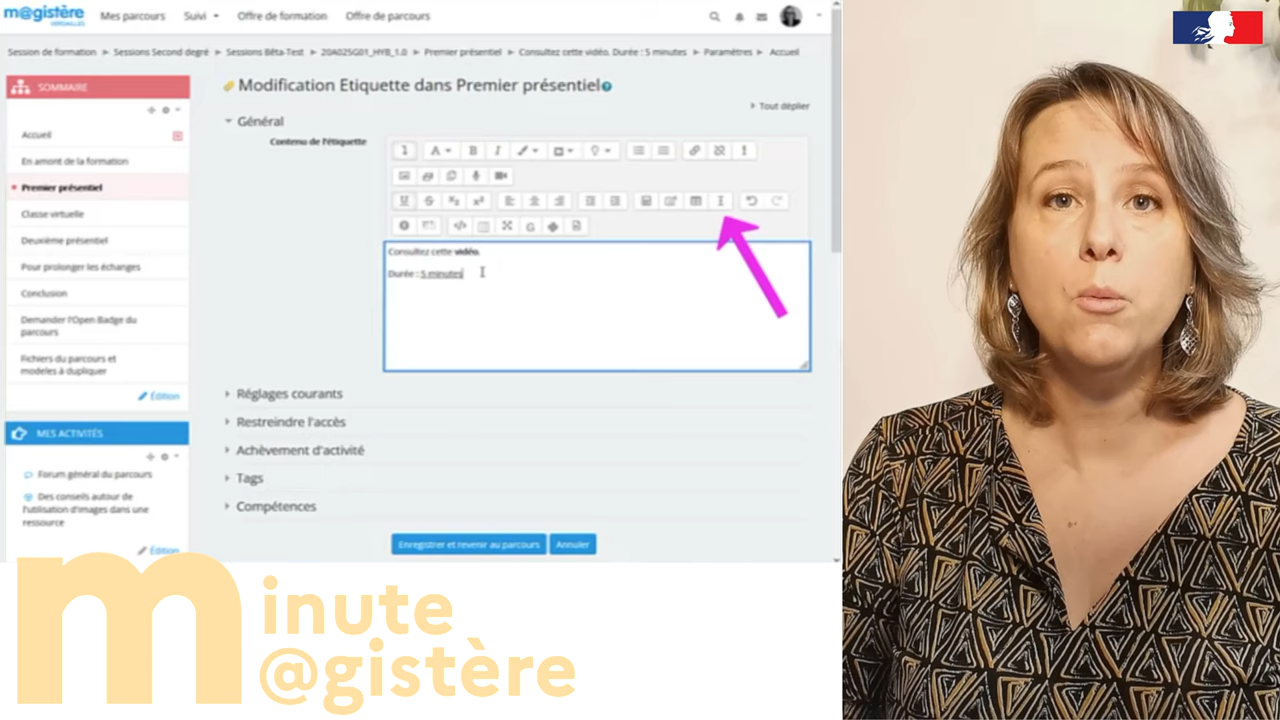 m@gistère
VERSAILLES
Mes parcours
Suivi
Offre de formation
Offre de parcours
Session de formation
Sessions Second degré
Sessions Bêta-Test
20A025G01_HYB_1.0
Premier présentiel
Consultez cette vidéo. Durée : 5 minutes
Paramètres
Accueil
SOMMAIRE
Accueil
En amont de la formation
Premier présentiel
Classe virtuelle
Deuxième présentiel
Pour prolonger les échanges
Conclusion
Demander l'Open Badge du
parcours
Fichiers du parcours et
modeles à dupliquer
Édition
MES ACTIVITÉS
Forum général du parcours
Des conseils autour de
l'utilisation d'images dans une
ressource
Édition
Modification Etiquette dans Premier présentiel
Tout déplier
Général
Contenu de l'étiquette
Consultez cette vidéo.
Durée : 5 minutes
Réglages courants
Restreindre l'accès
Achèvement d'activité
Tags
Compétences
Enregistrer et revenir au parcours
Annuler
minute
m@gistère